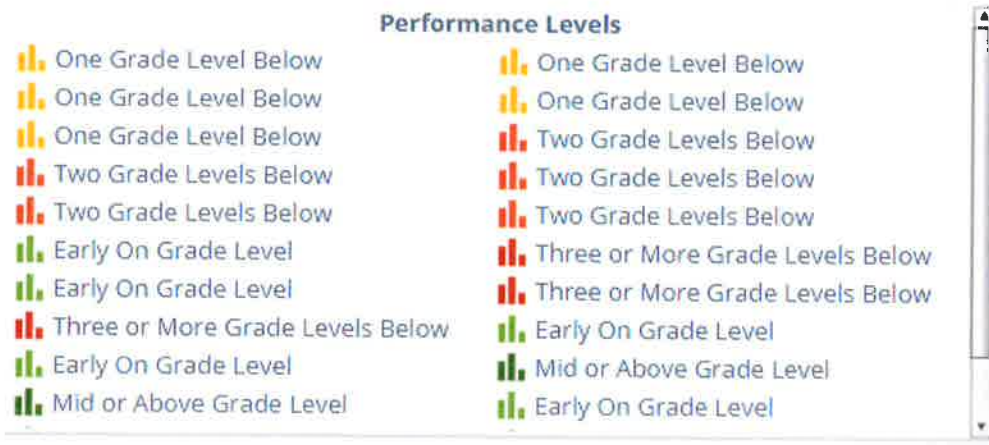 Performance Levels
One Grade Level Below
One Grade Level Below
One Grade Level Below
Two Grade Levels Below
Two Grade Levels Below
Early On Grade Level
Early On Grade Level
Three or More Grade Levels Below
Early On Grade Level
Mid or Above Grade Level
One Grade Level Below
One Grade Level Below
Two Grade Levels Below
Two Grade Levels Below
Two Grade Levels Below
Three or More Grade Levels Below
Three or More Grade Levels Below
Early On Grade Level
Mid or Above Grade Level
Early On Grade Level